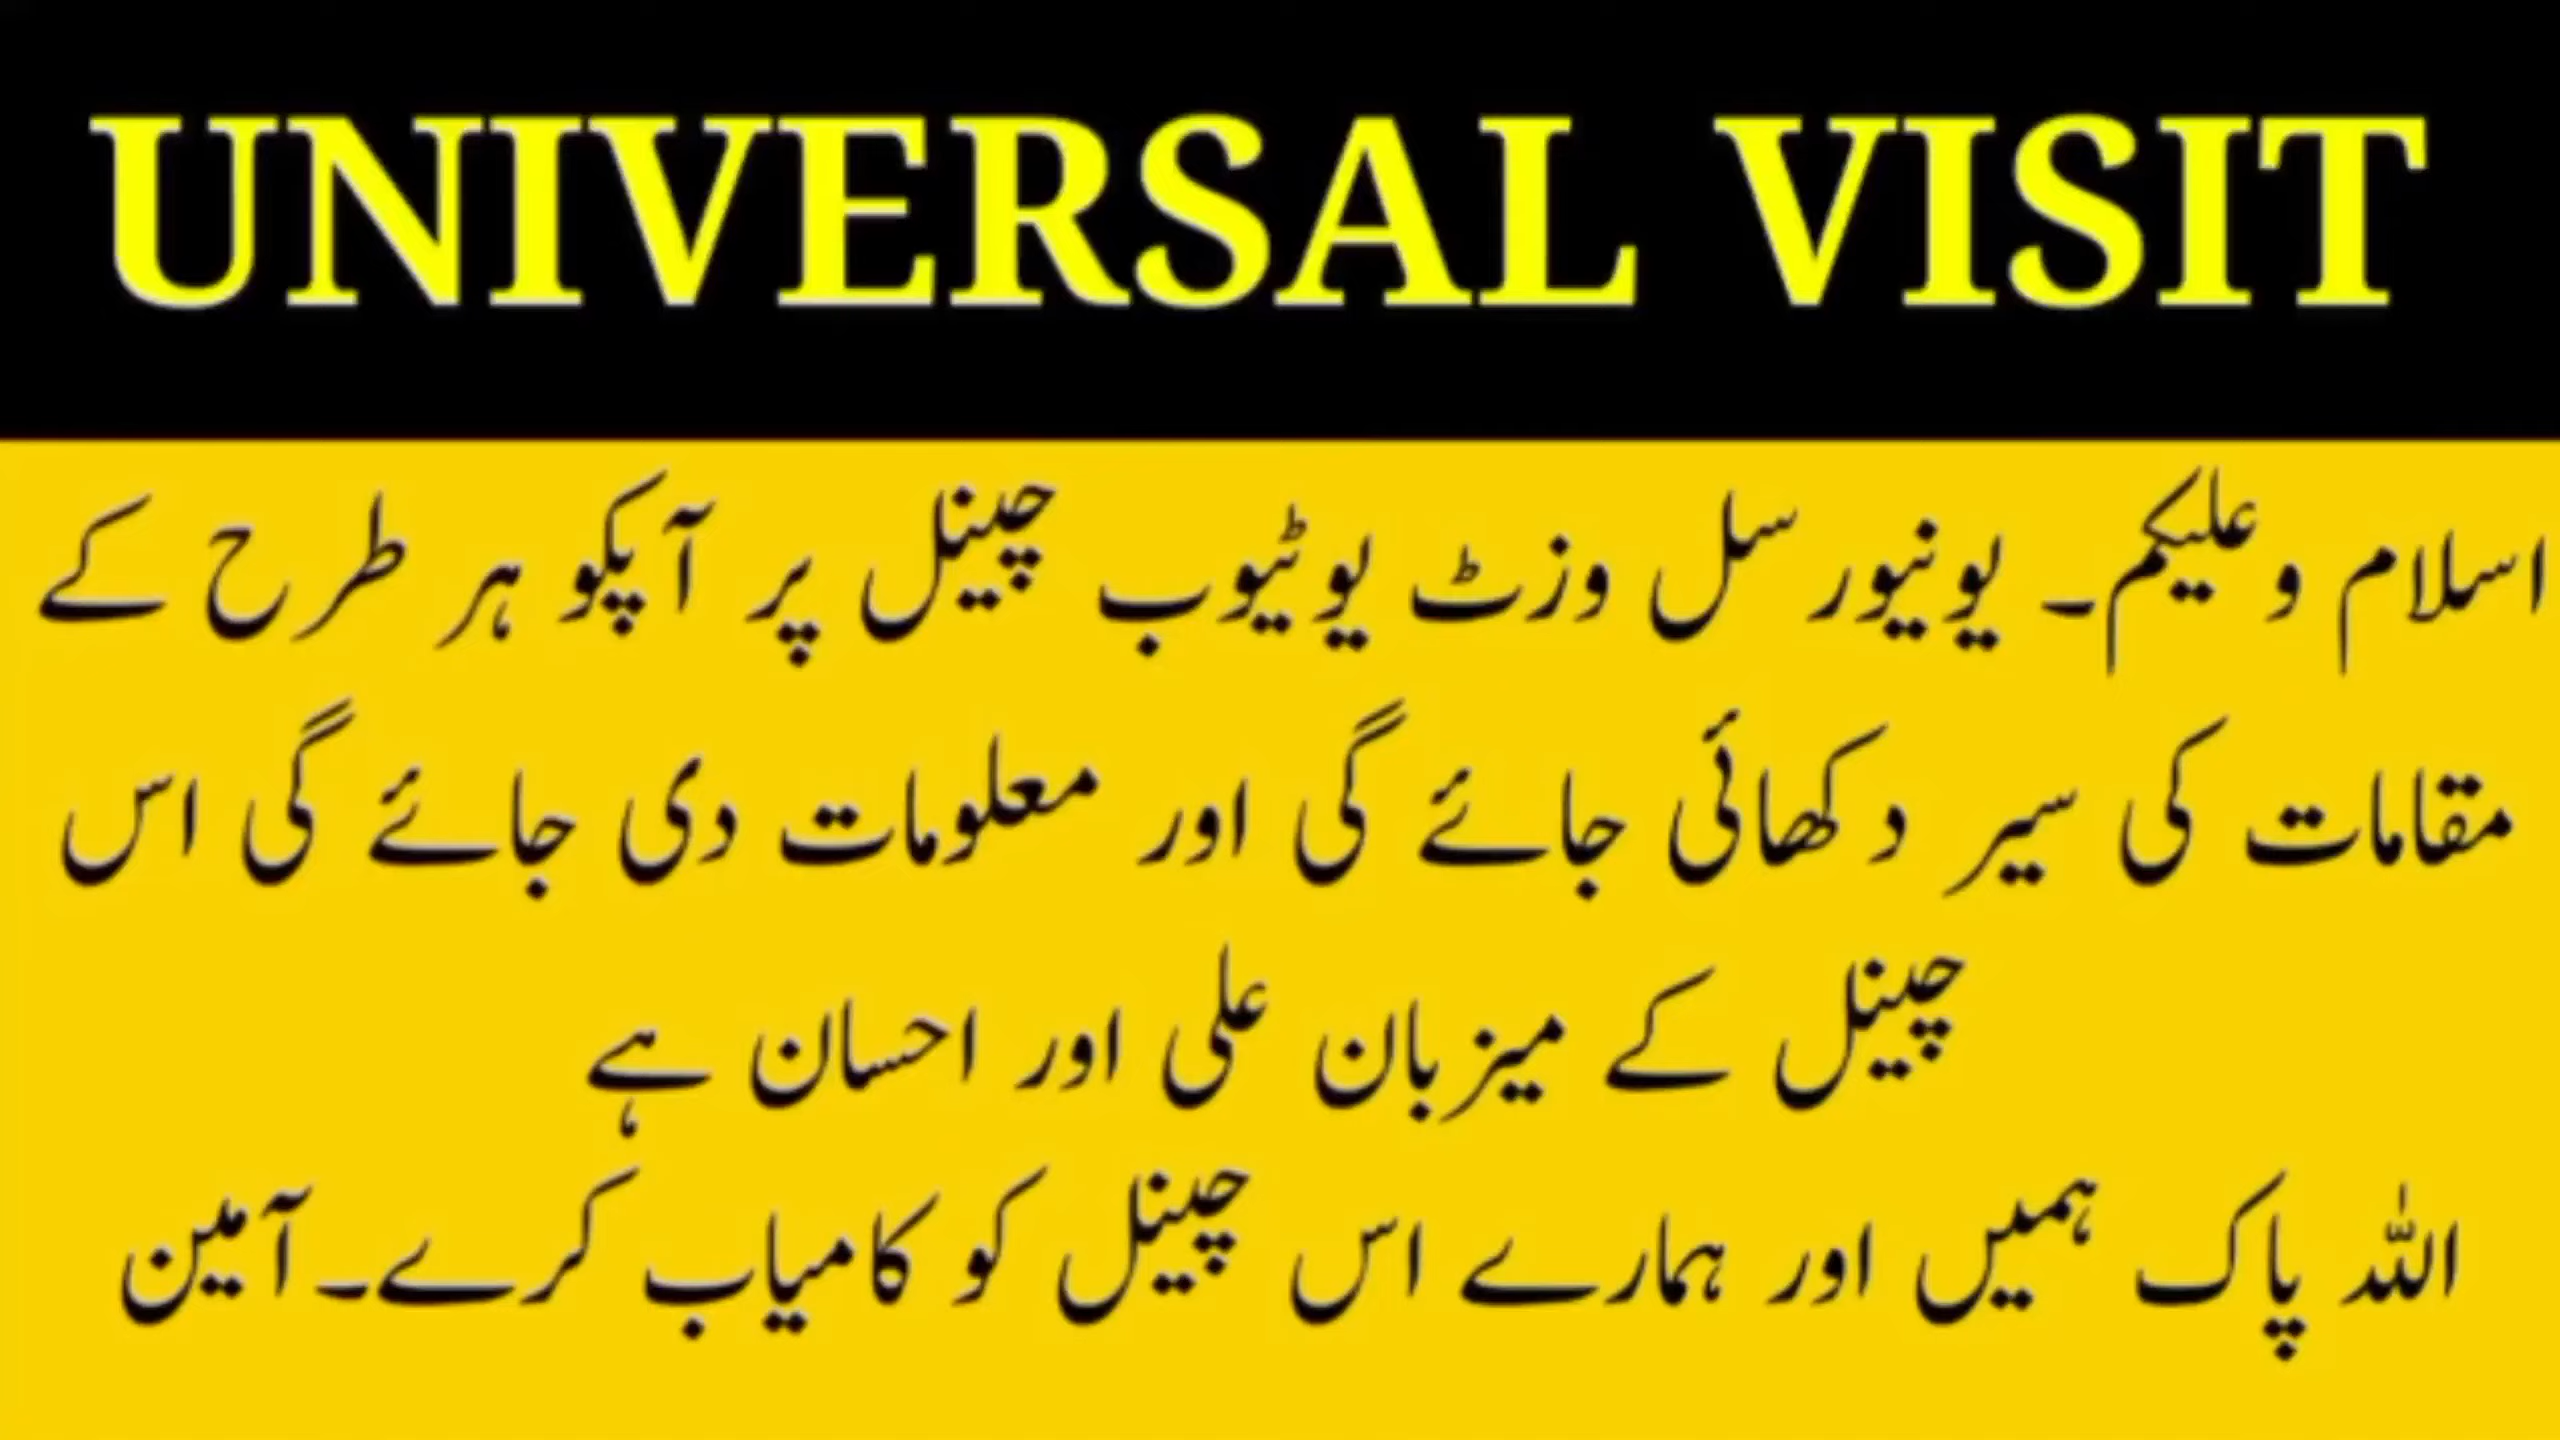 UNIVERSAL VISIT
اسلام وعلیکم۔ یونیورسل وزٹ یوٹیوب چینل پر آپکو ہر طرح کے
مقامات کی سیر دکھائی جائے گی اور معلومات دی جائے گی اس
چینل کے میزبان علی اور احسان ہے
اللہ پاک ہمیں اور ہمارے اس چینل کو کامیاب کرے۔ آمین